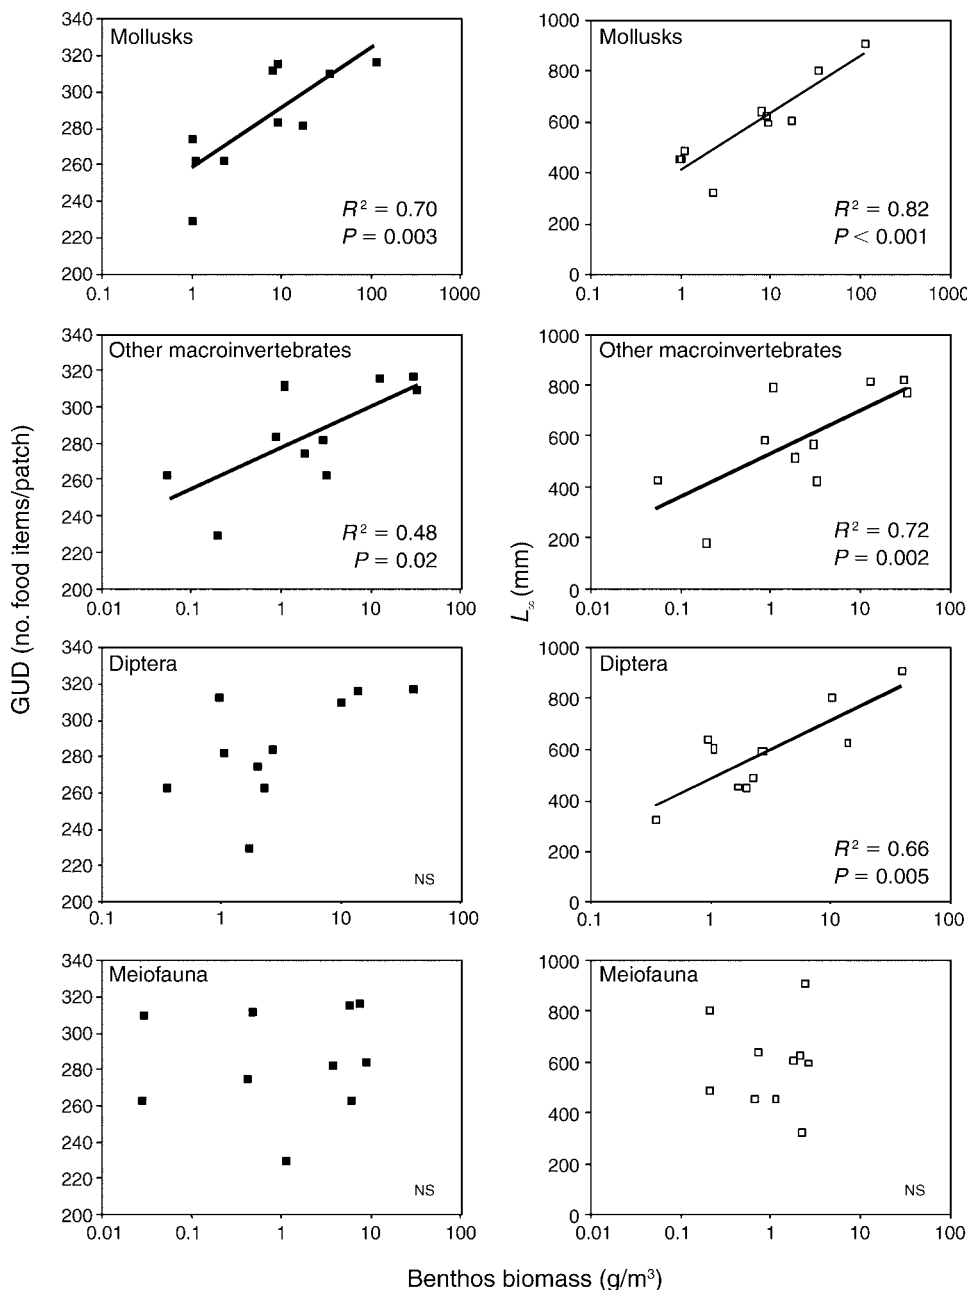 GUD (no. food items/patch)
340
320
300
280
260
240
220
200
Mollusks
R² = 0.70
P = 0.003
0.1 1 10 100 1000
L∞ (mm)
1000
800
600
400
200
0
Mollusks
R² = 0.82
P < 0.001
0.1 1 10 100 1000
340
320
300
280
260
240
220
200
Other macroinvertebrates
R² = 0.48
P = 0.02
0.01 0.1 1 10 100
1000
800
600
400
200
0
Other macroinvertebrates
R² = 0.72
P = 0.002
0.01 0.1 1 10 100
340
320
300
280
260
240
220
200
Diptera
NS
0.1 1 10 100
1000
800
600
400
200
0
Diptera
R² = 0.66
P = 0.005
0.1 1 10 100
340
320
300
280
260
240
220
200
Meiofauna
NS
0.01 0.1 1 10 100
1000
800
600
400
200
0
Meiofauna
NS
0.01 0.1 1 10 100
Benthos biomass (g/m³)